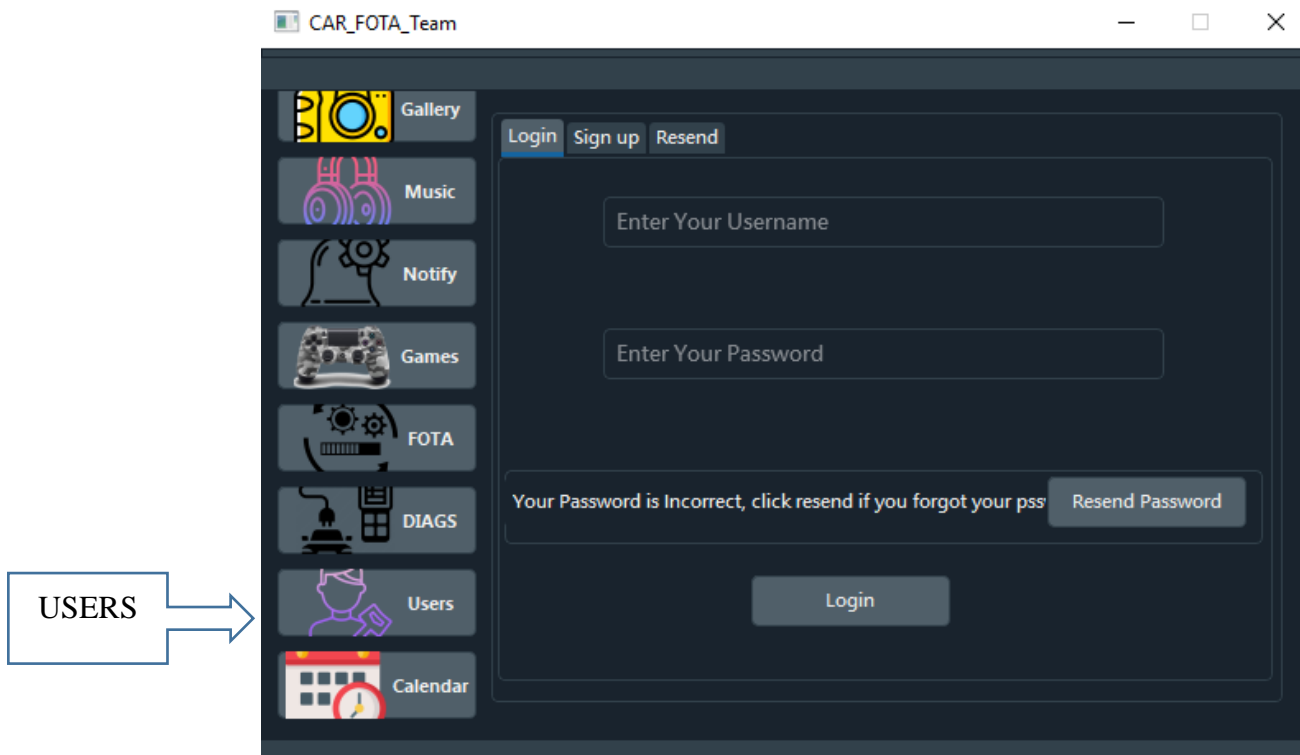 CAR_FOTA_Team
Gallery
Music
Notify
Games
FOTA
DIAGS
Users
Calendar
Login Sign up Resend
Enter Your Username
Enter Your Password
Your Password is Incorrect, click resend if you forgot your pss
Resend Password
Login
USERS